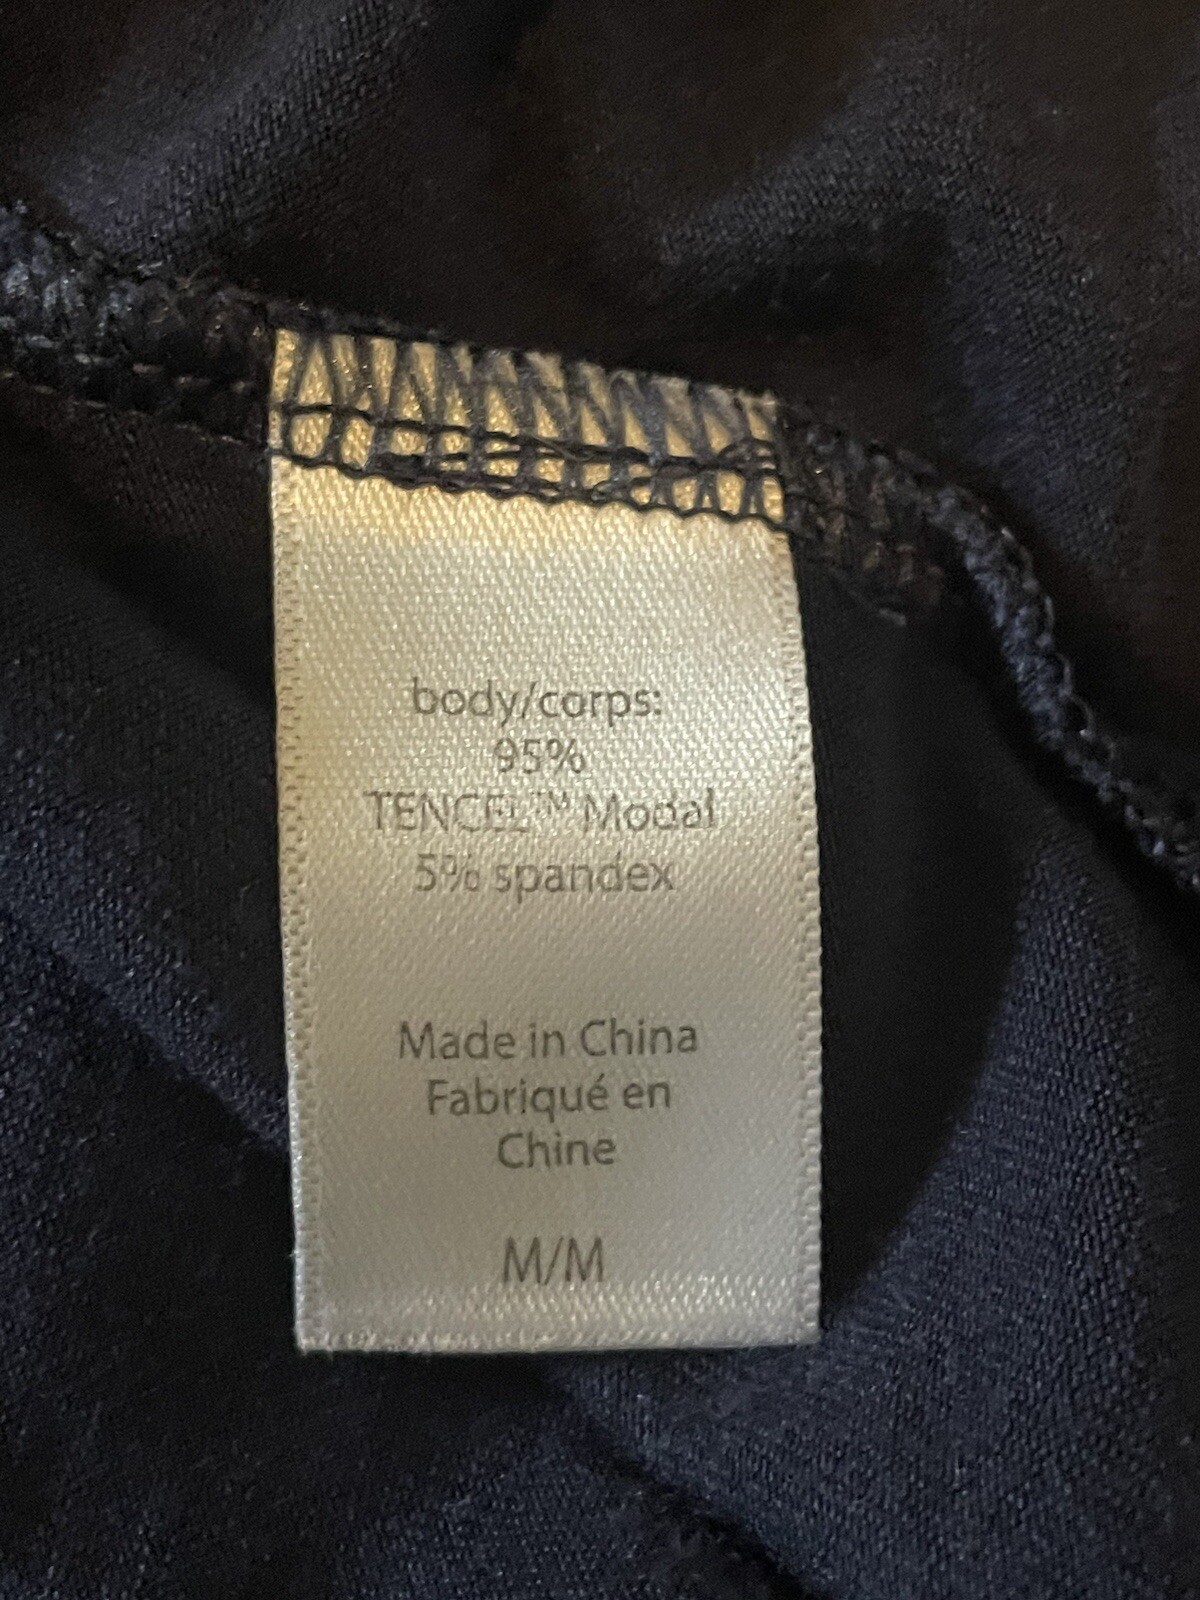 body/corps:
95%
TENCEL™ Modal
5% spandex
Made in China
Fabriqué en
Chine
M/M